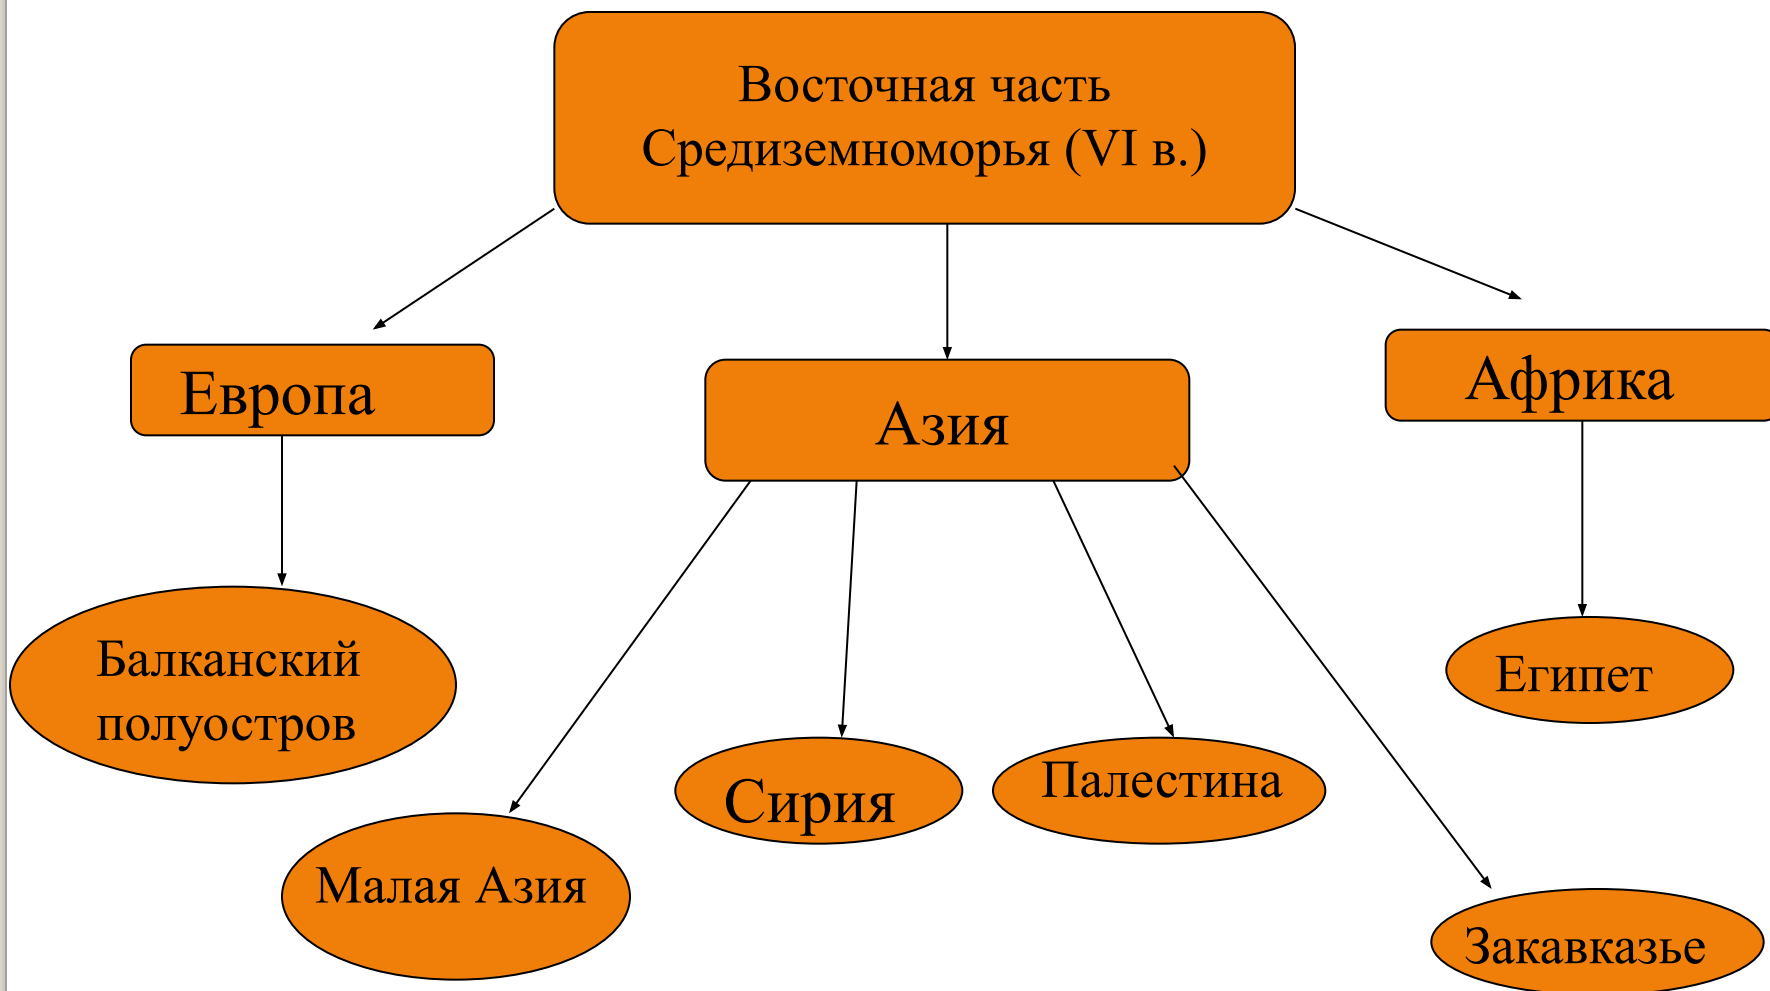 Восточная часть
Средиземноморья (VI в.)
Европа
Азия
Африка
Балканский
полуостров
Малая Азия
Сирия
Палестина
Египет
Закавказье